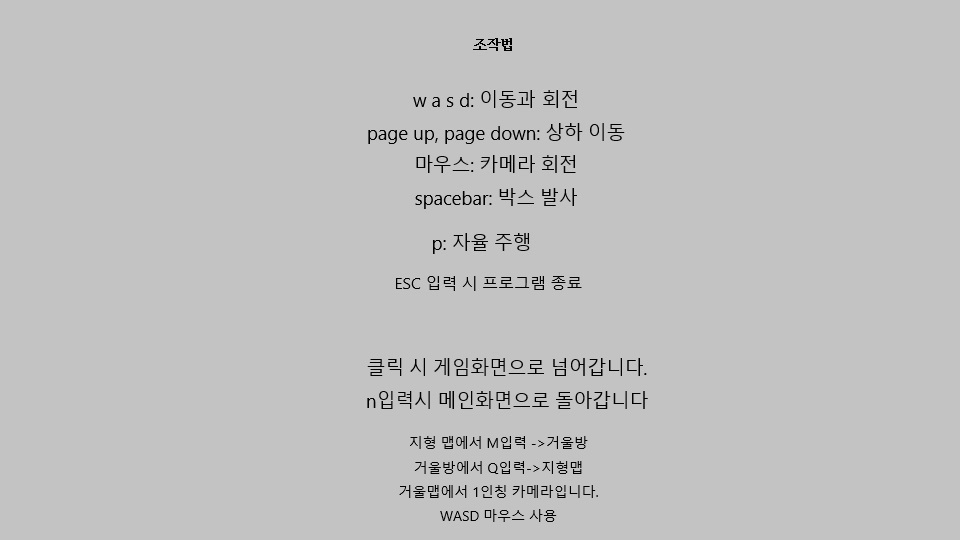 조작법
w a s d: 이동과 회전
page up, page down: 상하 이동
마우스: 카메라 회전
spacebar: 박스 발사
p: 자율 주행
ESC 입력 시 프로그램 종료
클릭 시 게임화면으로 넘어갑니다.
n입력시 메인화면으로 돌아갑니다
지형 맵에서 M입력 ->거울방
거울방에서 Q입력->지형맵
거울맵에서 1인칭 카메라입니다.
WASD 마우스 사용